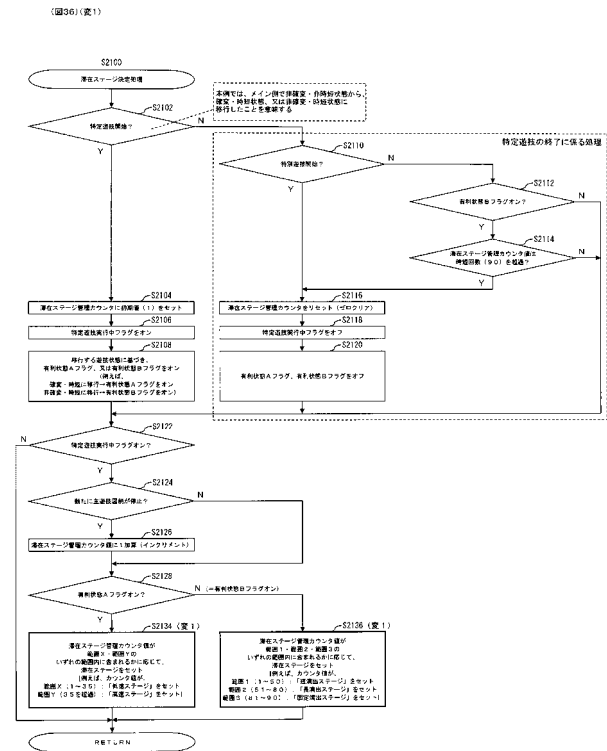 (図36)(変1)
S2100
滞在ステージ決定処理
本例では、メイン側で非確変・非時短状態から、
確変・時短状態、又は非確変・時短状態に
移行したことを意味する
S2102
特定遊技開始?
N
Y
特定遊技の終了に係る処理
S2110
特別遊技開始?
N
Y
S2112
有利状態Bフラグオン?
N
Y
S2114
滞在ステージ管理カウンタ値は
時短回数(90)を超過?
N
Y
S2104
滞在ステージ管理カウンタに初期値(1)をセット
S2106
特定遊技実行中フラグをオン
S2108
移行する遊技状態に基づき、
有利状態Aフラグ、又は有利状態Bフラグをオン
(例えば、
確変・時短に移行→有利状態Aフラグをオン
非確変・時短に移行→有利状態Bフラグをオン)
S2116
滞在ステージ管理カウンタをリセット(ゼロクリア)
S2118
特定遊技実行中フラグをオフ
S2120
有利状態Aフラグ、有利状態Bフラグをオフ
S2122
特定遊技実行中フラグオン?
N
Y
S2124
新たに主遊技図柄が停止?
N
Y
S2126
滞在ステージ管理カウンタ値に1加算(インクリメント)
S2128
有利状態Aフラグオン?
N (=有利状態Bフラグオン)
Y
S2134 (変1)
滞在ステージ管理カウンタ値が
範囲X・範囲Yの
いずれの範囲内に含まれるかに応じて、
滞在ステージをセット
[例えば、カウンタ値が、
範囲X (1~35):「低速ステージ」をセット
範囲Y (35を超過):「高速ステージ」をセット]
S2136 (変1)
滞在ステージ管理カウンタ値が
範囲1・範囲2・範囲3の
いずれの範囲内に含まれるかに応じて、
滞在ステージをセット
[例えば、カウンタ値が、
範囲1 (1~50):「短演出ステージ」をセット
範囲2 (51~80):「長演出ステージ」をセット
範囲3 (81~90):「固定演出ステージ」をセット]
RETURN